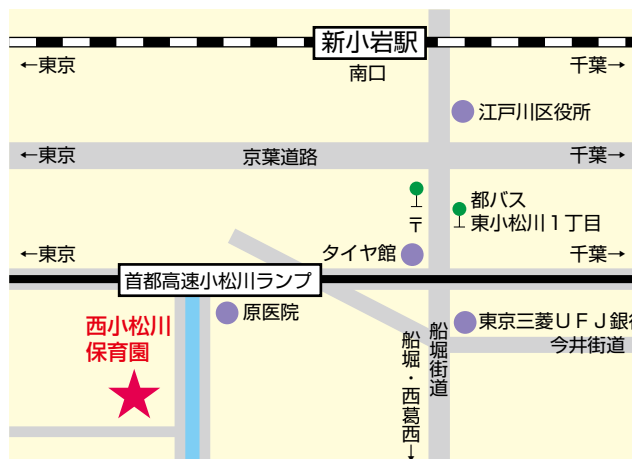 新小岩駅
←東京
南口
千葉→
江戸川区役所
←東京
京葉道路
千葉→
都バス
東小松川1丁目
〒
←東京
タイヤ館
千葉→
首都高速小松川ランプ
原医院
西小松川
保育園
東京三菱UFJ銀行
今井街道
船堀街道
船堀・西葛西→